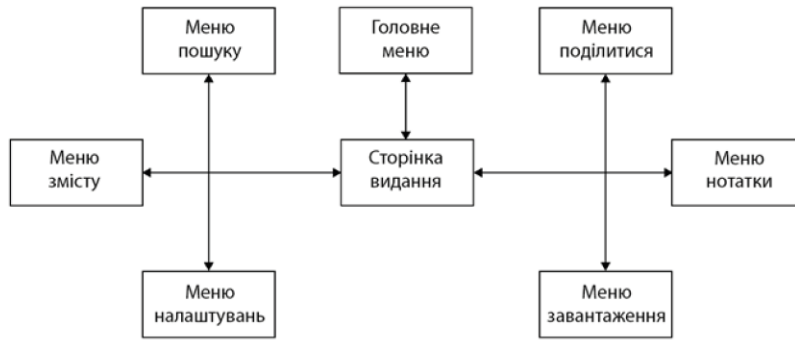 Меню
пошуку
Головне
меню
Меню
поділитися
Меню
змісту
Сторінка
видання
Меню
нотатки
Меню
налаштувань
Меню
завантаження